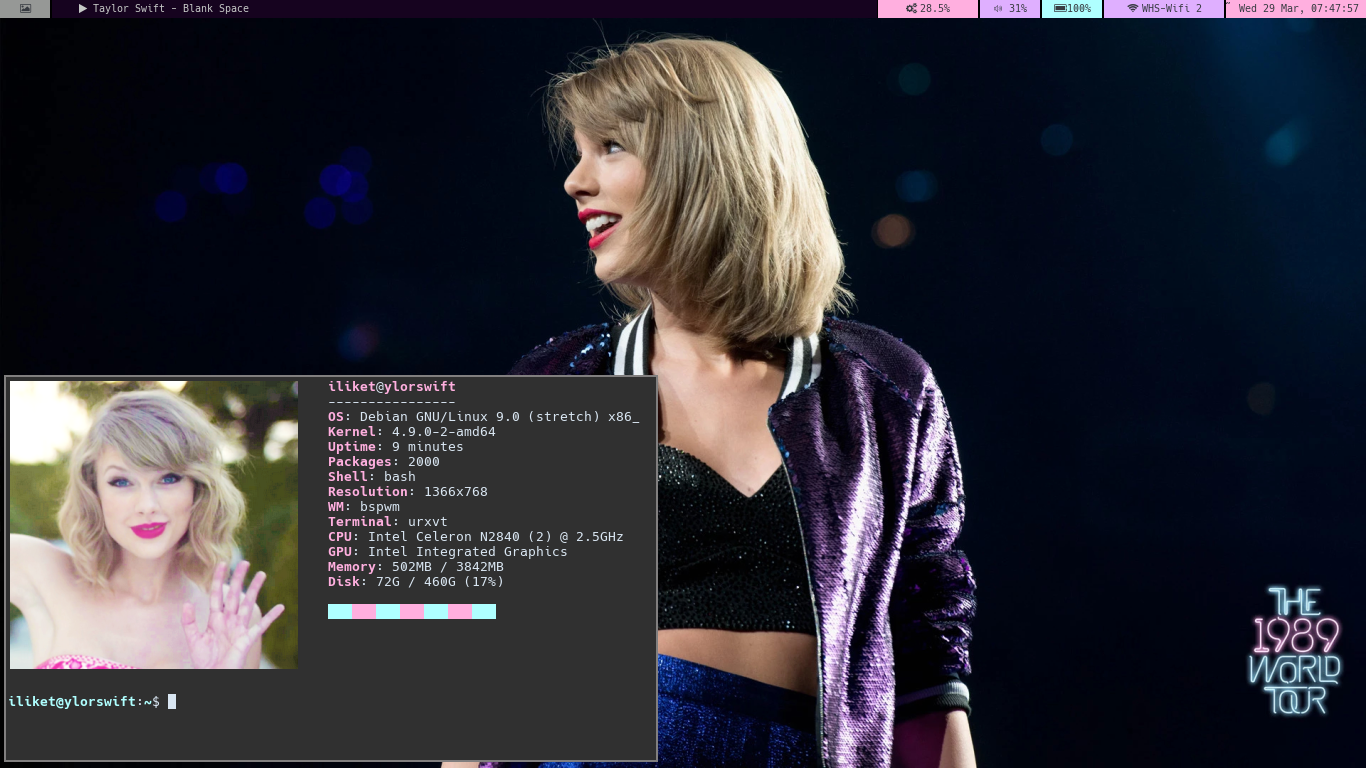 Taylor Swift - Blank Space
28.5%
31%
100%
WHS-Wifi 2
Wed 29 Mar, 07:47:57
iliket@ylorswift
----------------
OS: Debian GNU/Linux 9.0 (stretch) x86_
Kernel: 4.9.0-2-amd64
Uptime: 9 minutes
Packages: 2000
Shell: bash
Resolution: 1366x768
WM: bspwm
Terminal: urxvt
CPU: Intel Celeron N2840 (2) @ 2.5GHz
GPU: Intel Integrated Graphics
Memory: 502MB / 3842MB
Disk: 72G / 460G (17%)
iliket@ylorswift:~$
THE
1989
WORLD
TOUR